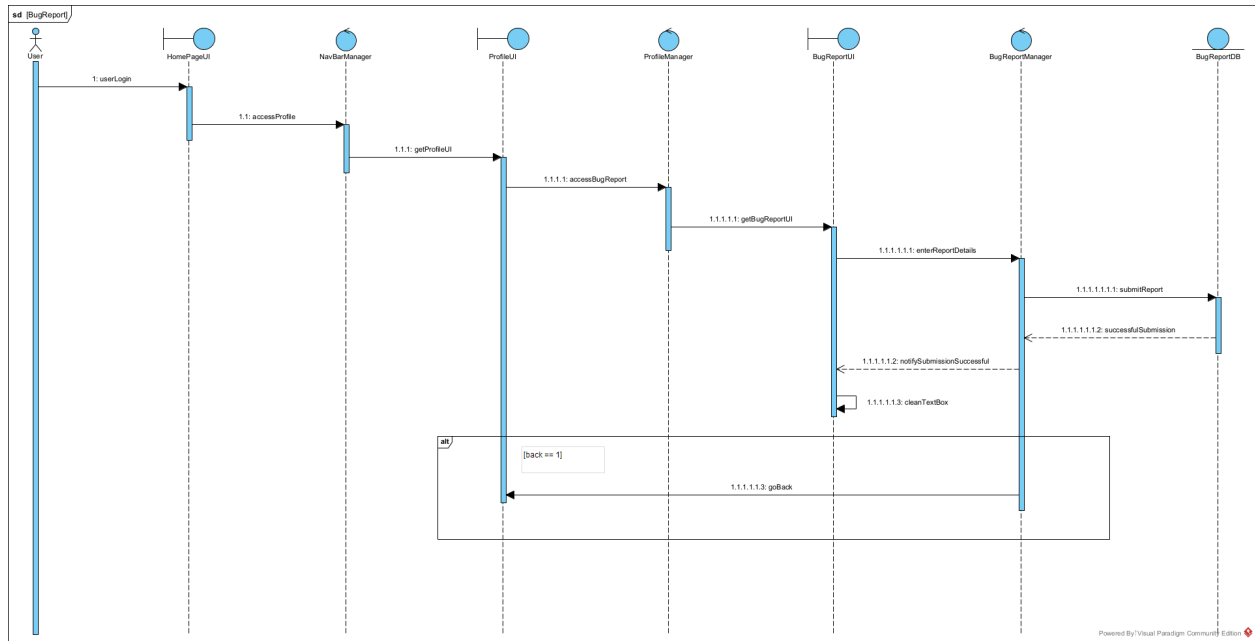 sd [BugReport]
User
HomePageUI
NavBarManager
ProfileUI
ProfileManager
BugReportUI
BugReportManager
BugReportDB
1: userLogin
1.1: accessProfile
1.1.1: getProfileUI
1.1.1.1: accessBugReport
1.1.1.1.1: getBugReportUI
1.1.1.1.1.1: enterReportDetails
1.1.1.1.1.1.1: submitReport
1.1.1.1.1.1.2: successfulSubmission
1.1.1.1.1.2: notifySubmissionSuccessful
1.1.1.1.1.3: cleanTextBox
alt
[back == 1]
1.1.1.1.1.3: goBack
Powered By Visual Paradigm Community Edition